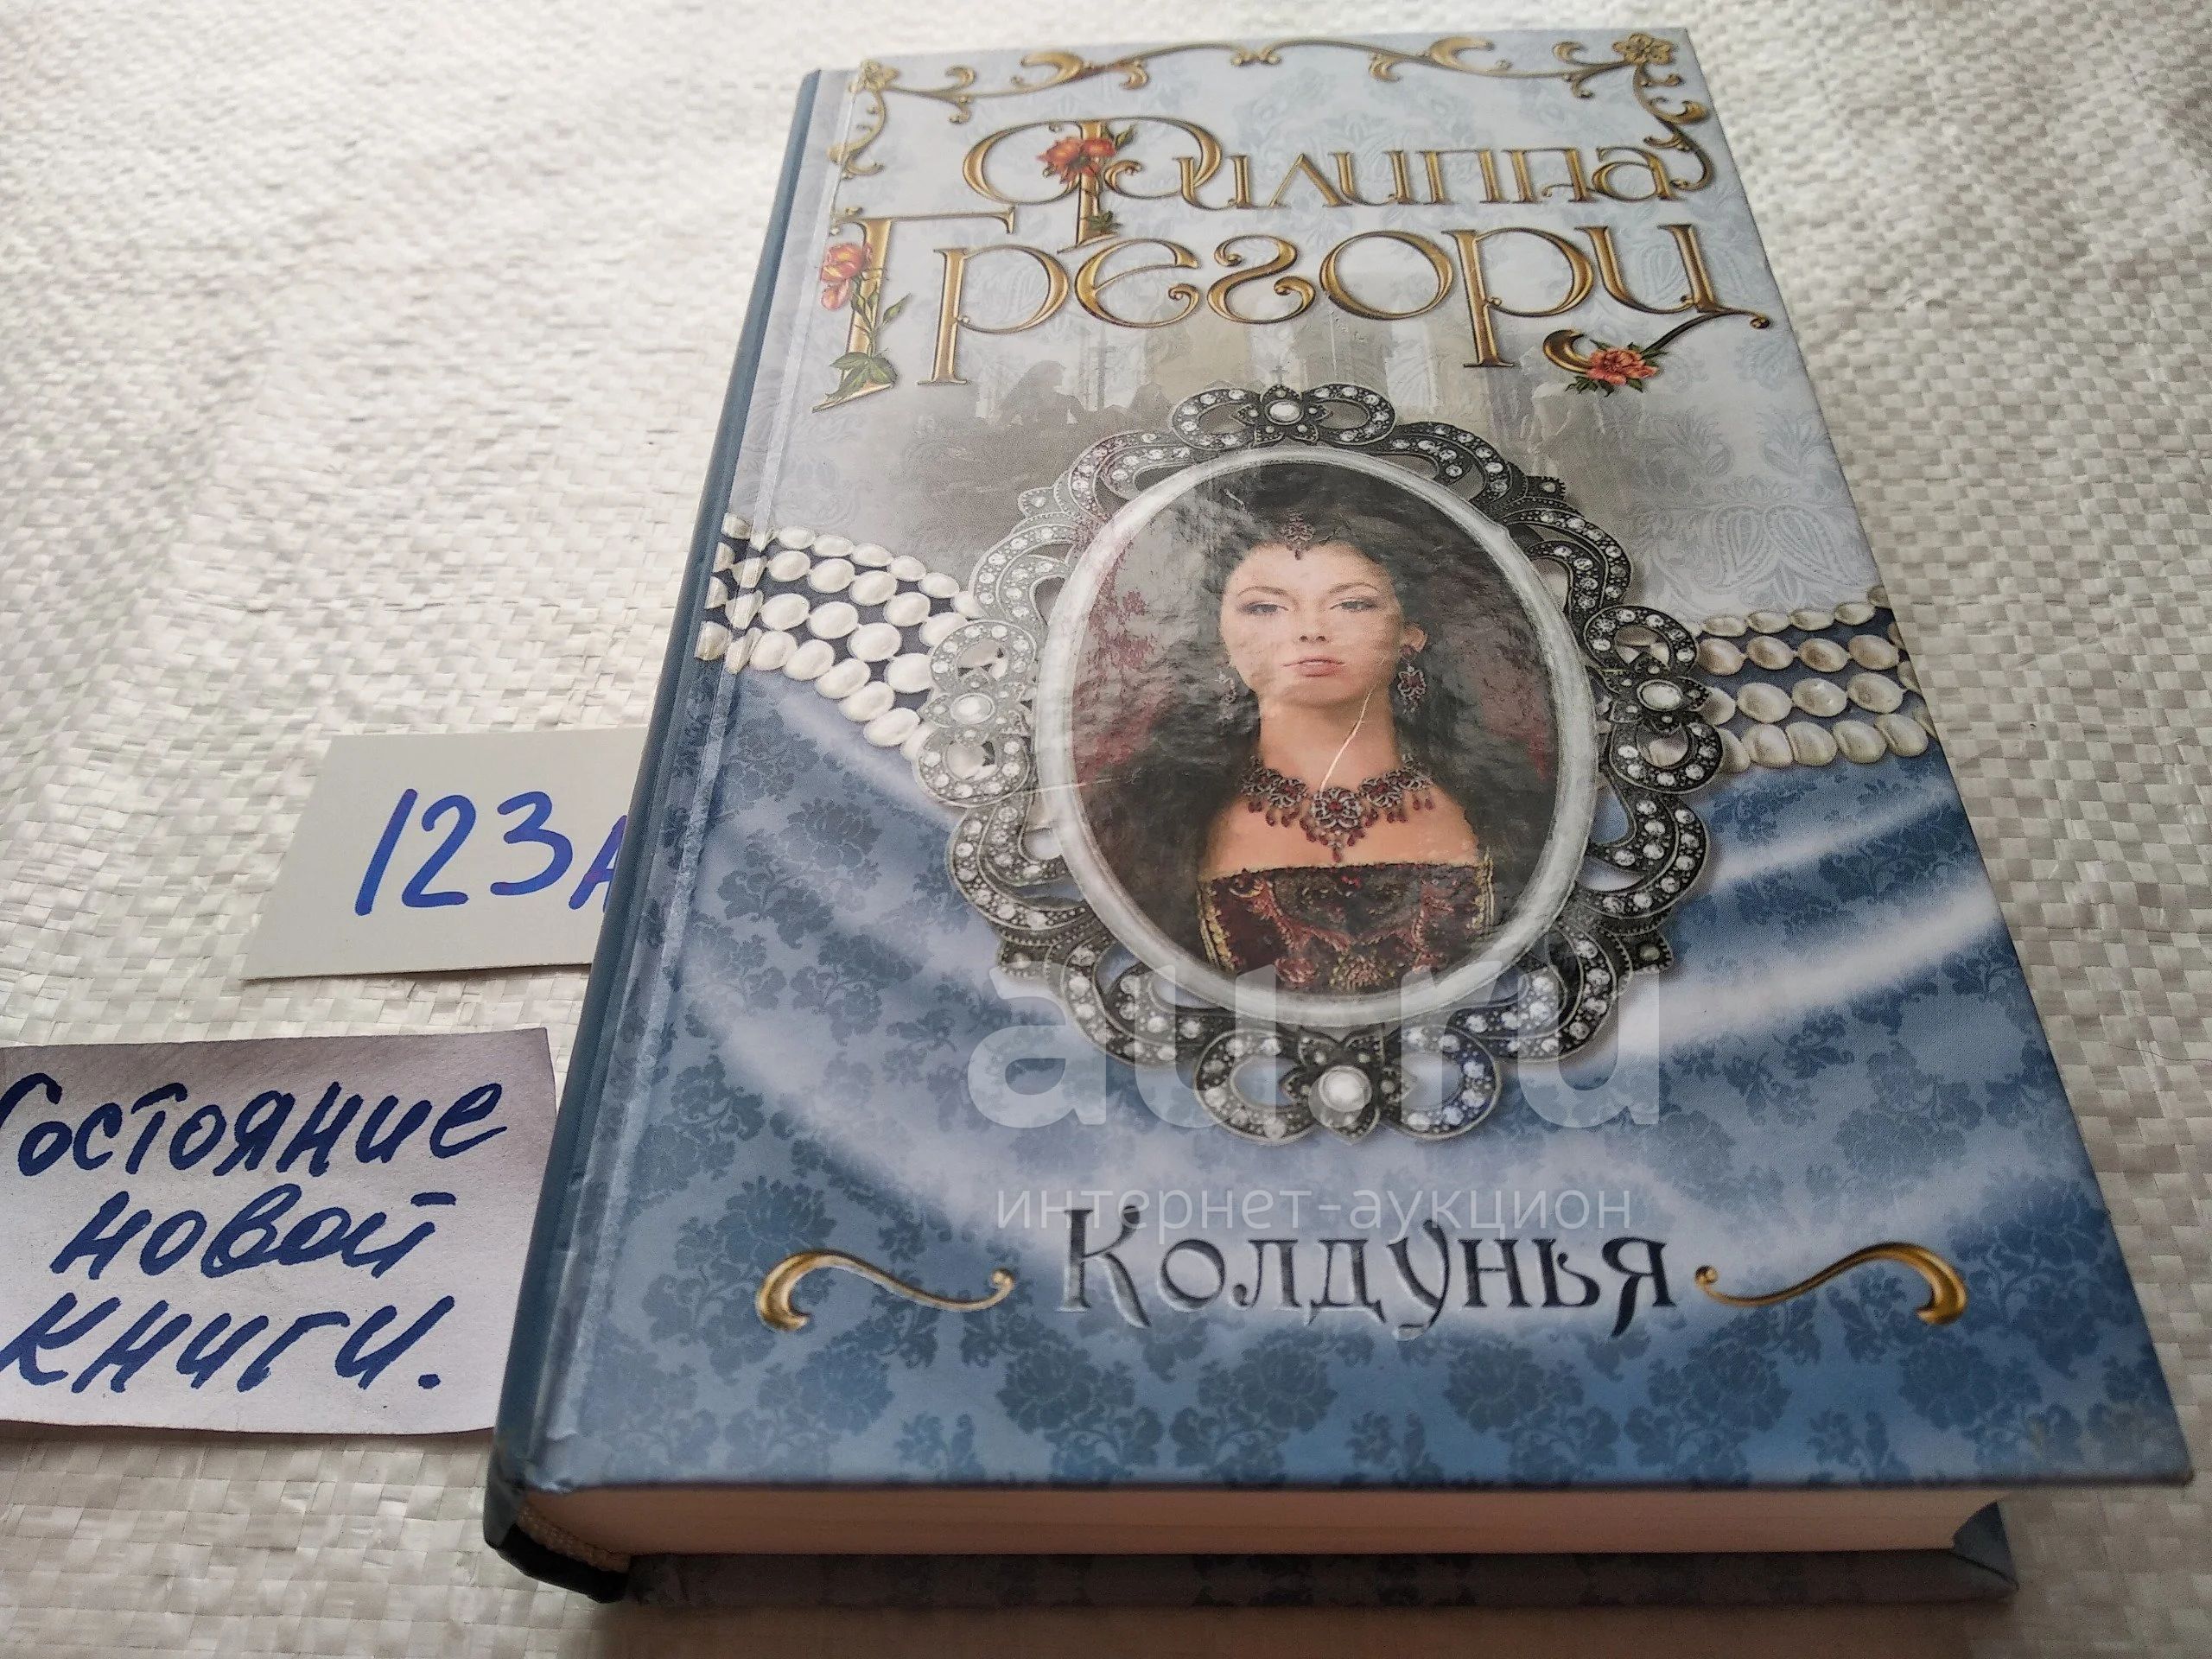 Филиппа
Грегори
123А
Состояние
новой
книги.
au.ru
интернет-аукцион
Колдунья